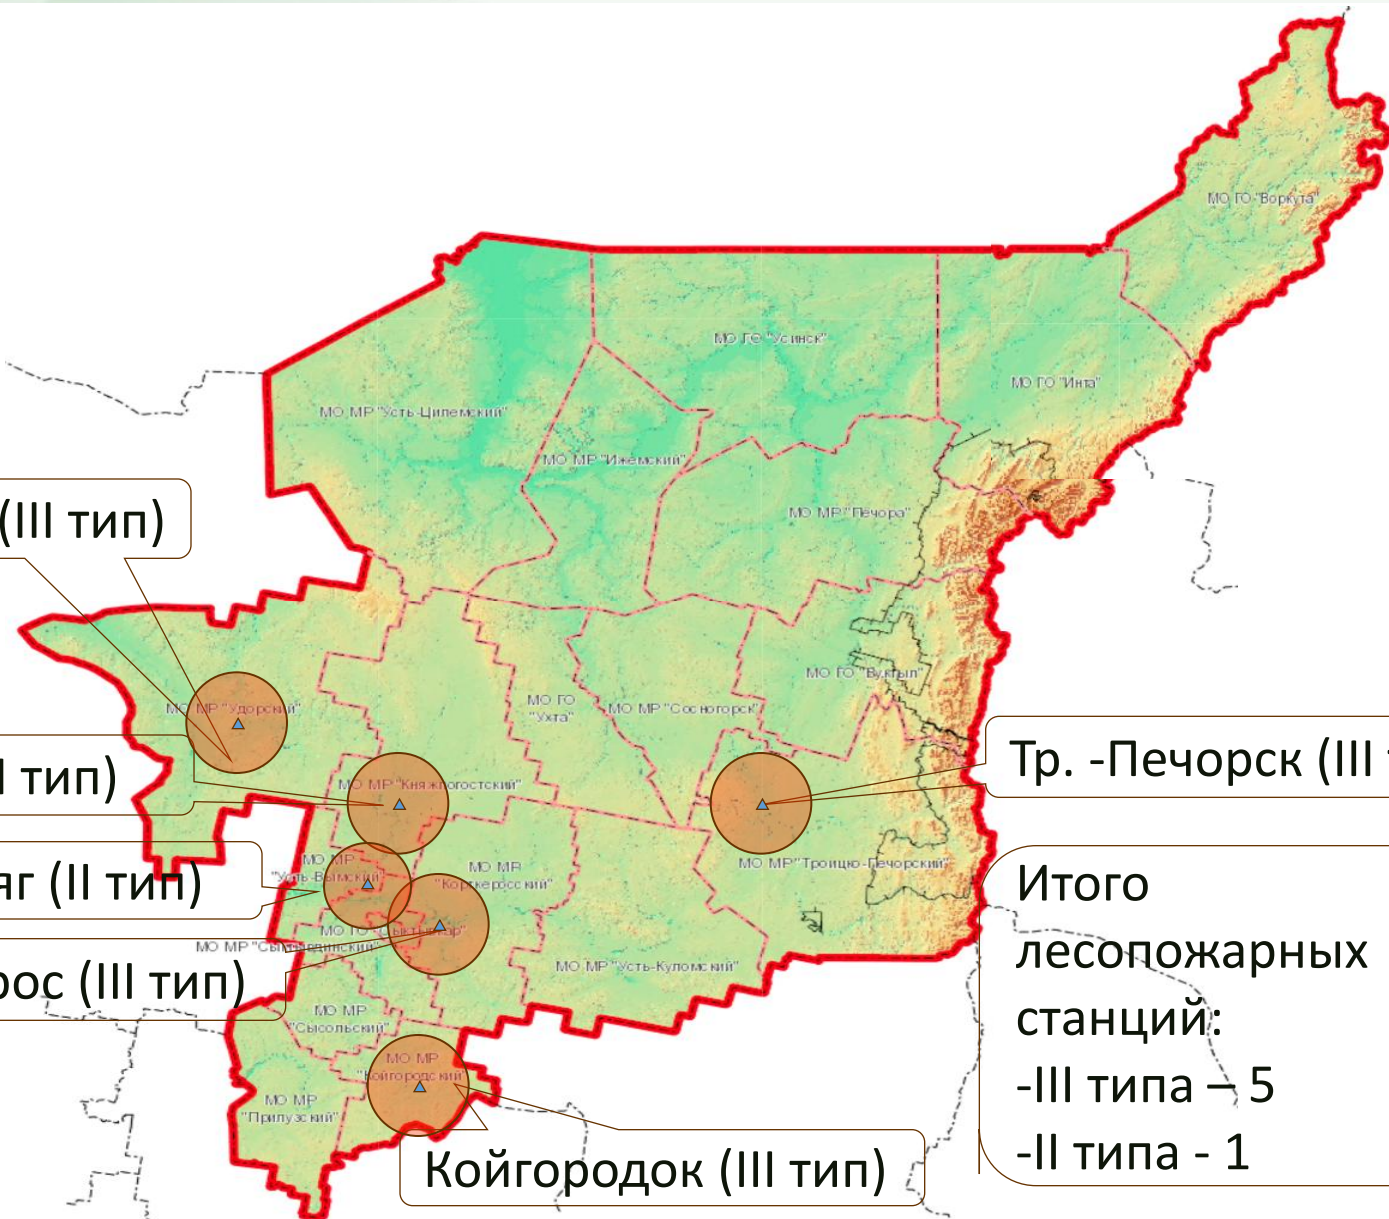 МО ГО "Воркута"
МО ГО "Усинск"
МО ГО "Инта"
МО МР "Усть-Цилемский"
МО МР "Ижемский"
МО МР "Печора"
(III тип)
МО ГО "Вуктыл"
МО МР "Удорский"
МО ГО
"Ухта"
МО МР "Сосногорск"
I тип)
МО МР "Княжпогостский"
Тр. -Печорск (III
МО МР "Троицко-Печорский"
МО МР
"Усть-Вымский"
МО МР
"Корткеросский"
яг (II тип)
МО ГО "Сыктывкар"
МО МР "Сыктывдинский"
МО МР "Усть-Куломский"
рос (III тип)
МО МР
"Сысольский"
МО МР
"Койгородский"
МО МР
"Прилузский"
Койгородок (III тип)
Итого
лесопожарных
станций:
-III типа – 5
-II типа - 1